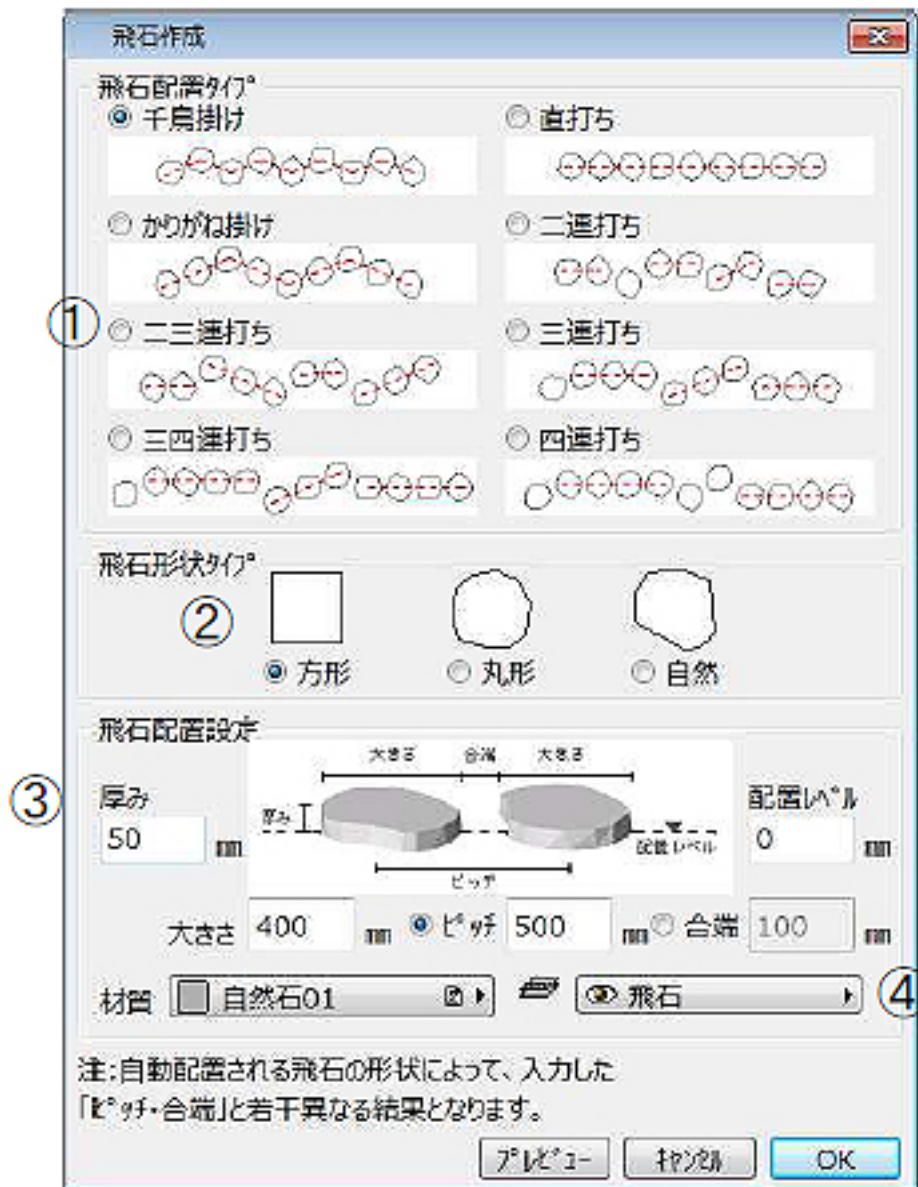 飛石作成
飛石配置ﾀｲﾌﾟ
千鳥掛け
直打ち
かりがね掛け
二連打ち
①
二三連打ち
三連打ち
三四連打ち
四連打ち
飛石形状ﾀｲﾌﾟ
②
方形
丸形
自然
飛石配置設定
大きさ 合端 大きさ
③
厚み
厚み
配置ﾚﾍﾞﾙ
50 mm
配置レベル
0 mm
ピッチ
大きさ 400 mm ﾋﾟｯﾁ 500 mm 合端 100 mm
材質 自然石01 飛石 ④
注：自動配置される飛石の形状によって、入力した
「ﾋﾟｯﾁ・合端」と若干異なる結果となります。
ﾌﾟﾚﾋﾞｭｰ ｷｬﾝｾﾙ OK